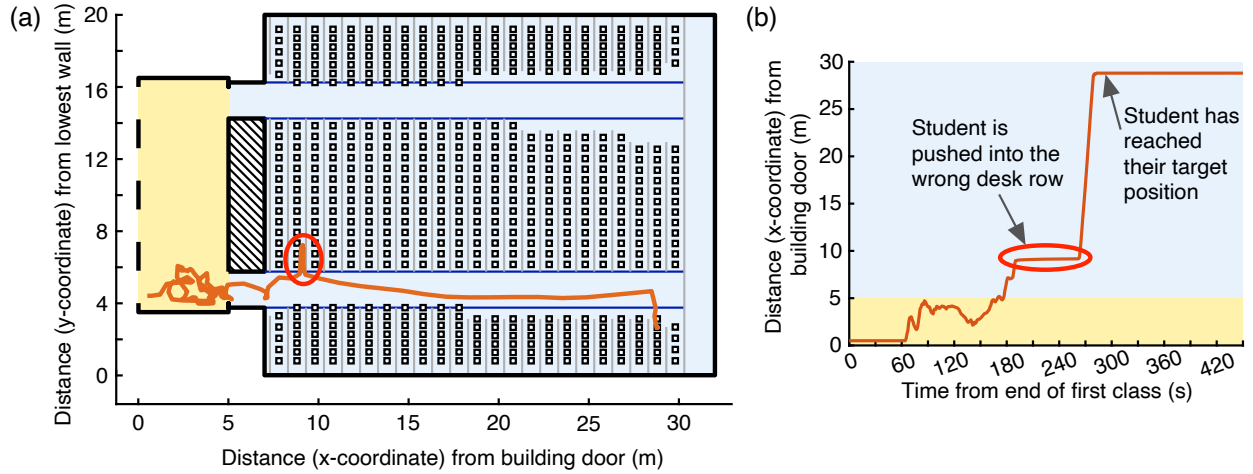 (a)
Distance (y-coordinate) from lowest wall (m)
20
16
12
8
4
0
0
5
10
15
20
25
30
Distance (x-coordinate) from building door (m)
(b)
Distance (x-coordinate) from
building door (m)
30
25
20
15
10
5
0
Student is
pushed into the
wrong desk row
Student has
reached
their target
position
0
60
120
180
240
300
360
420
Time from end of first class (s)